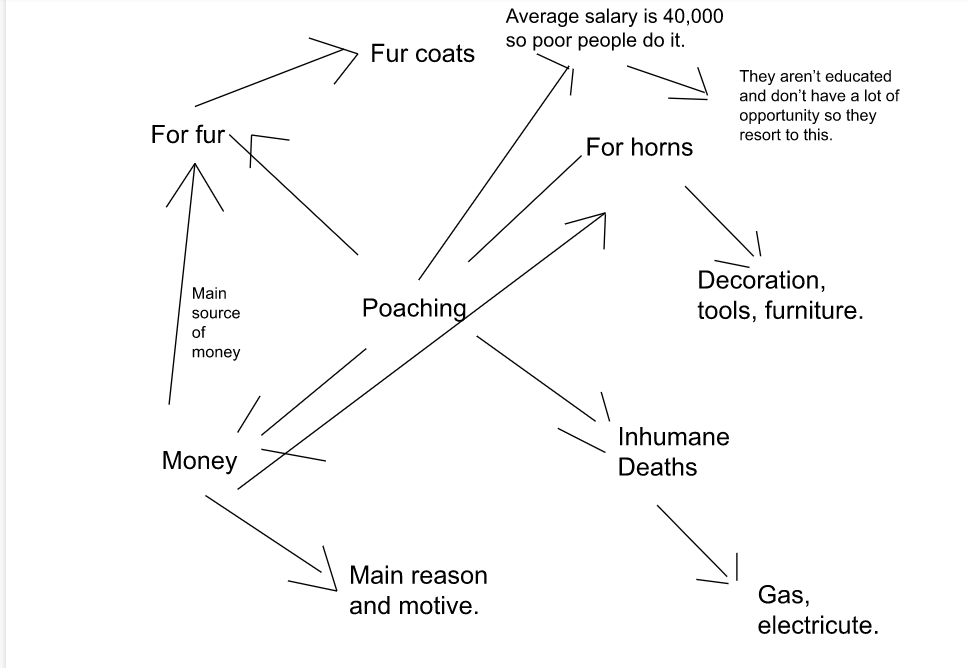 Average salary is 40,000
so poor people do it.
Fur coats
They aren’t educated
and don’t have a lot of
opportunity so they
resort to this.
For fur
For horns
Decoration,
tools, furniture.
Main
source
of
money
Poaching
Inhumane
Deaths
Money
Main reason
and motive.
Gas,
electricute.